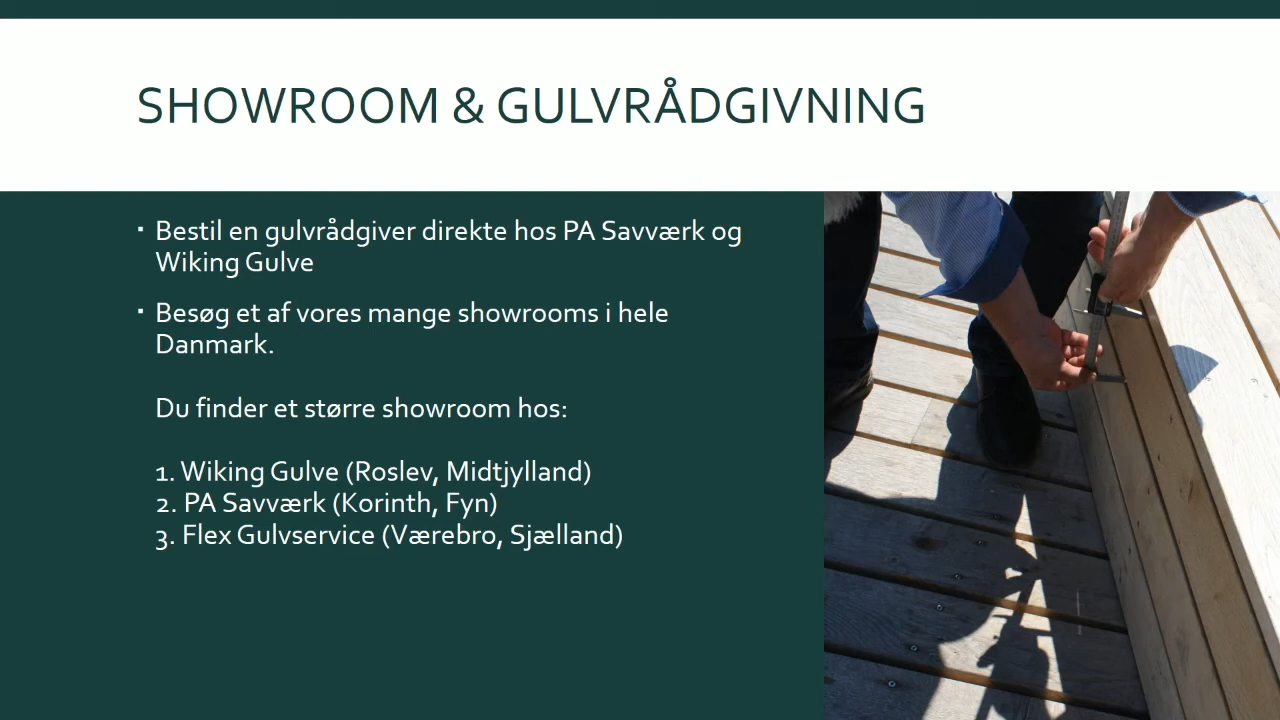 SHOWROOM & GULVRÅDGIVNING
▪ Bestil en gulvrådgiver direkte hos PA Savværk og
Wiking Gulve
▪ Besøg et af vores mange showrooms i hele
Danmark.
Du finder et større showroom hos:
1. Wiking Gulve (Roslev, Midtjylland)
2. PA Savværk (Korinth, Fyn)
3. Flex Gulvservice (Værebro, Sjælland)